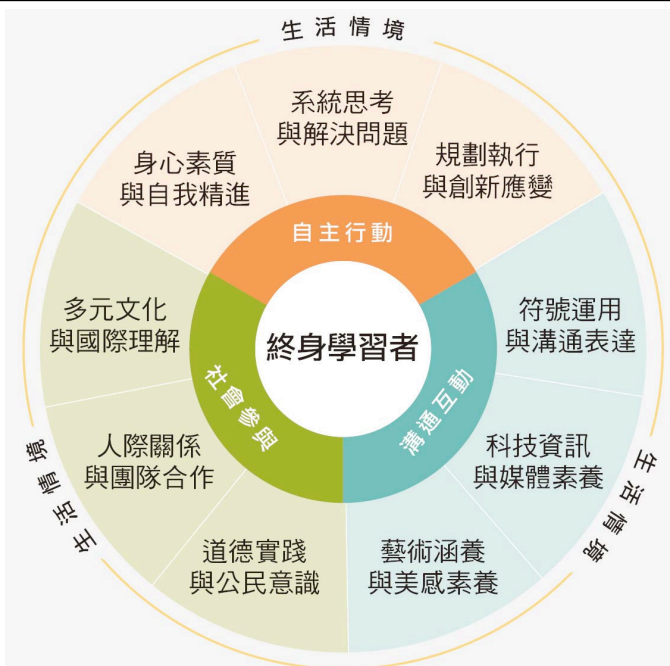 生活情境
系統思考
與解決問題
規劃執行
與創新應變
身心素質
與自我精進
自主行動
多元文化
與國際理解
符號運用
與溝通表達
終身學習者
社會參與
溝通互動
人際關係
與團隊合作
科技資訊
與媒體素養
生活情境
生活情境
道德實踐
與公民意識
藝術涵養
與美感素養